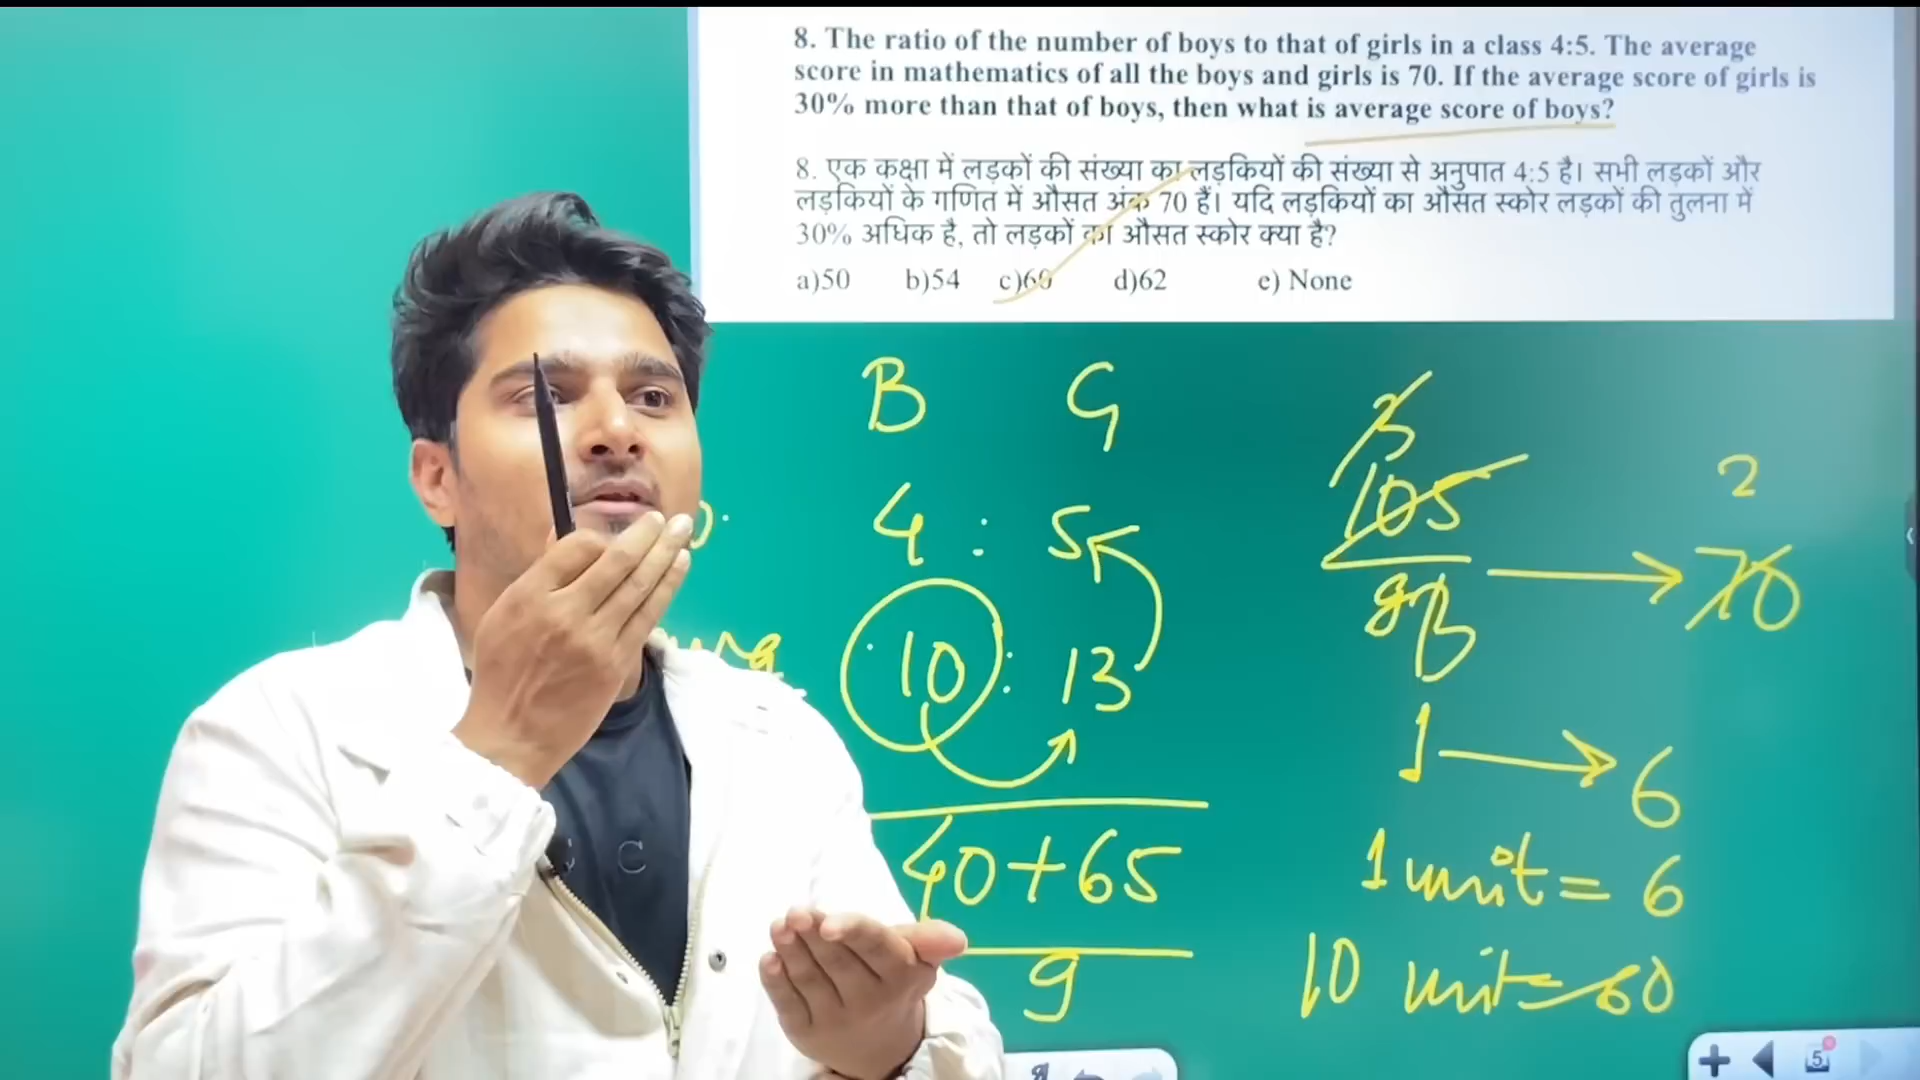 8. The ratio of the number of boys to that of girls in a class 4:5. The average
score in mathematics of all the boys and girls is 70. If the average score of girls is
30% more than that of boys, then what is average score of boys?
8. एक कक्षा में लड़कों की संख्या का लड़कियों की संख्या से अनुपात 4:5 है। सभी लड़कों और
लड़कियों के गणित में औसत अंक 70 हैं। यदि लड़कियों का औसत स्कोर लड़कों की तुलना में
30% अधिक है, तो लड़कों का औसत स्कोर क्या है?
a)50 b)54 c)60 d)62 e) None
B G
4 : 5
10 : 13
40+65
9
105
70
2
1 → 6
1 unit = 6
10 unit = 60
C
5